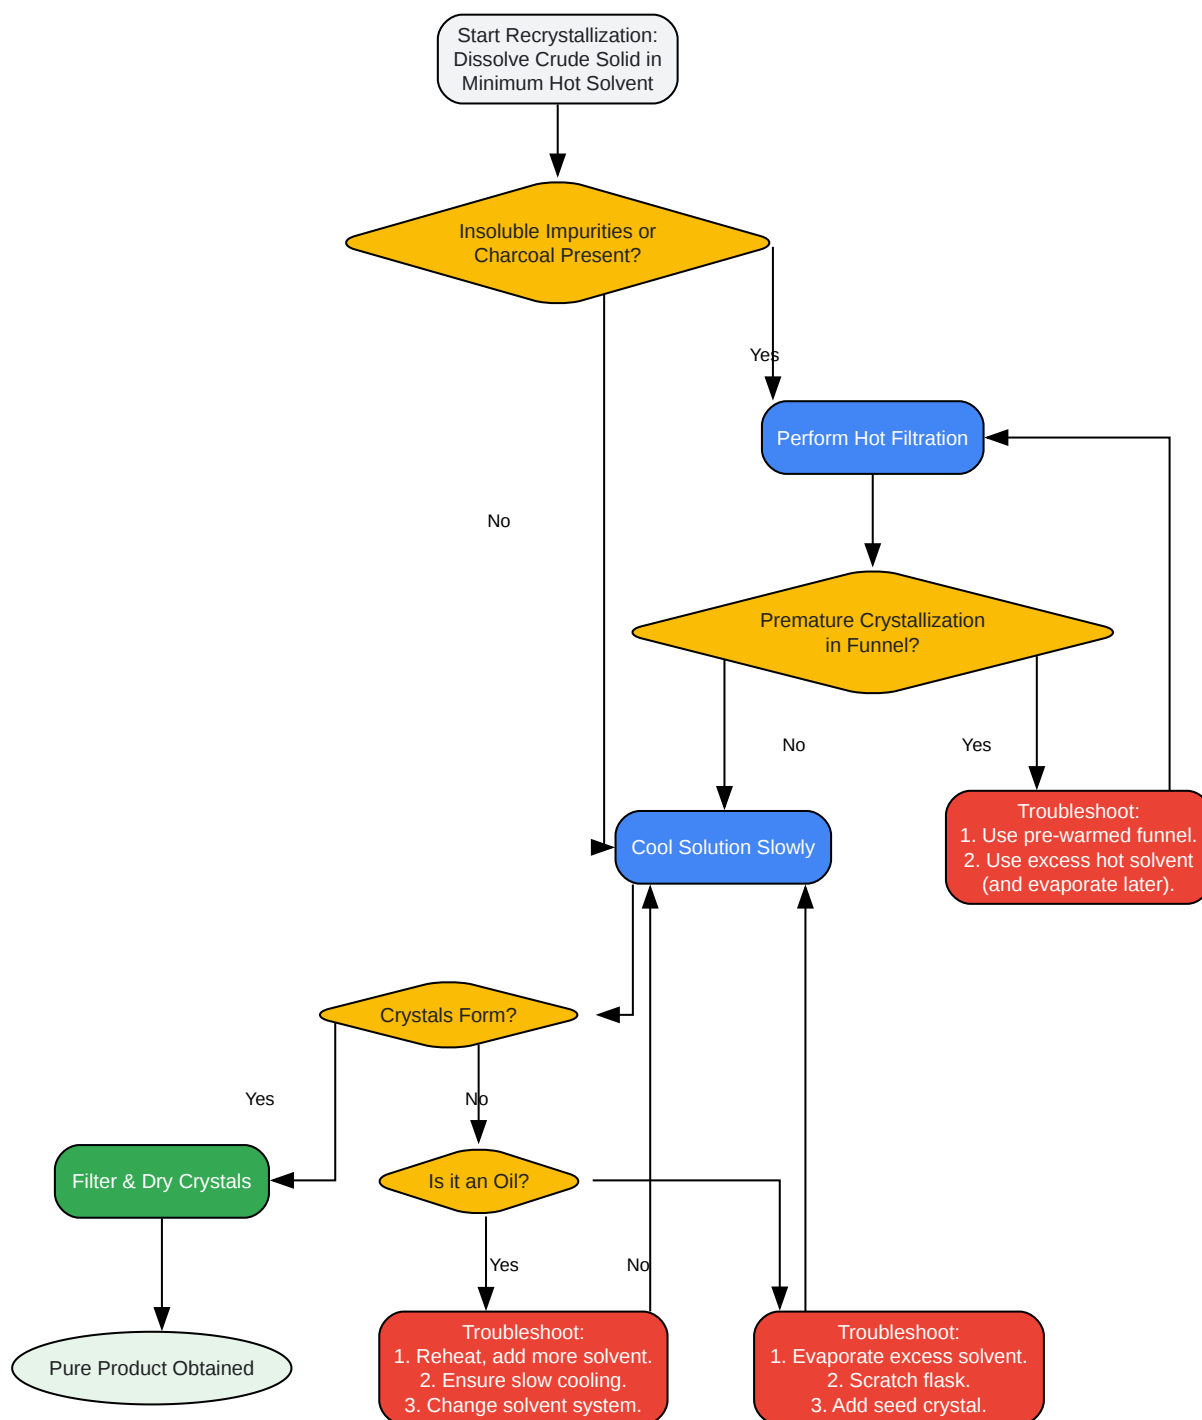 Start Recrystallization:
Dissolve Crude Solid in
Minimum Hot Solvent
Insoluble Impurities or
Charcoal Present?
Yes
Perform Hot Filtration
No
Premature Crystallization
in Funnel?
No
Yes
Troubleshoot:
1. Use pre-warmed funnel.
2. Use excess hot solvent
(and evaporate later).
Cool Solution Slowly
Crystals Form?
Yes
No
Filter & Dry Crystals
Is it an Oil?
Yes
No
Troubleshoot:
1. Reheat, add more solvent.
2. Ensure slow cooling.
3. Change solvent system.
Troubleshoot:
1. Evaporate excess solvent.
2. Scratch flask.
3. Add seed crystal.
Pure Product Obtained